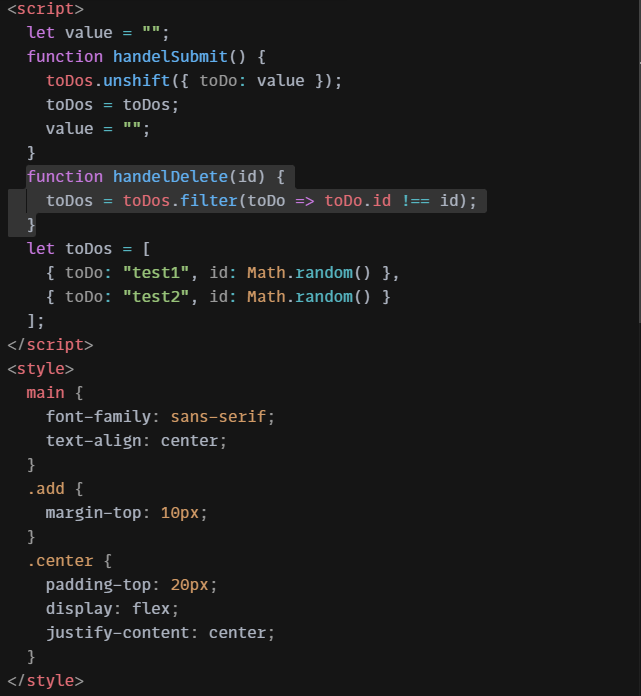 <script>
  let value = "";
  function handelSubmit() {
    toDos.unshift({ toDo: value });
    toDos = toDos;
    value = "";
  }
  function handelDelete(id) {
    toDos = toDos.filter(toDo => toDo.id !== id);
  }
  let toDos = [
    { toDo: "test1", id: Math.random() },
    { toDo: "test2", id: Math.random() }
  ];
</script>
<style>
  main {
    font-family: sans-serif;
    text-align: center;
  }
  .add {
    margin-top: 10px;
  }
  .center {
    padding-top: 20px;
    display: flex;
    justify-content: center;
  }
</style>